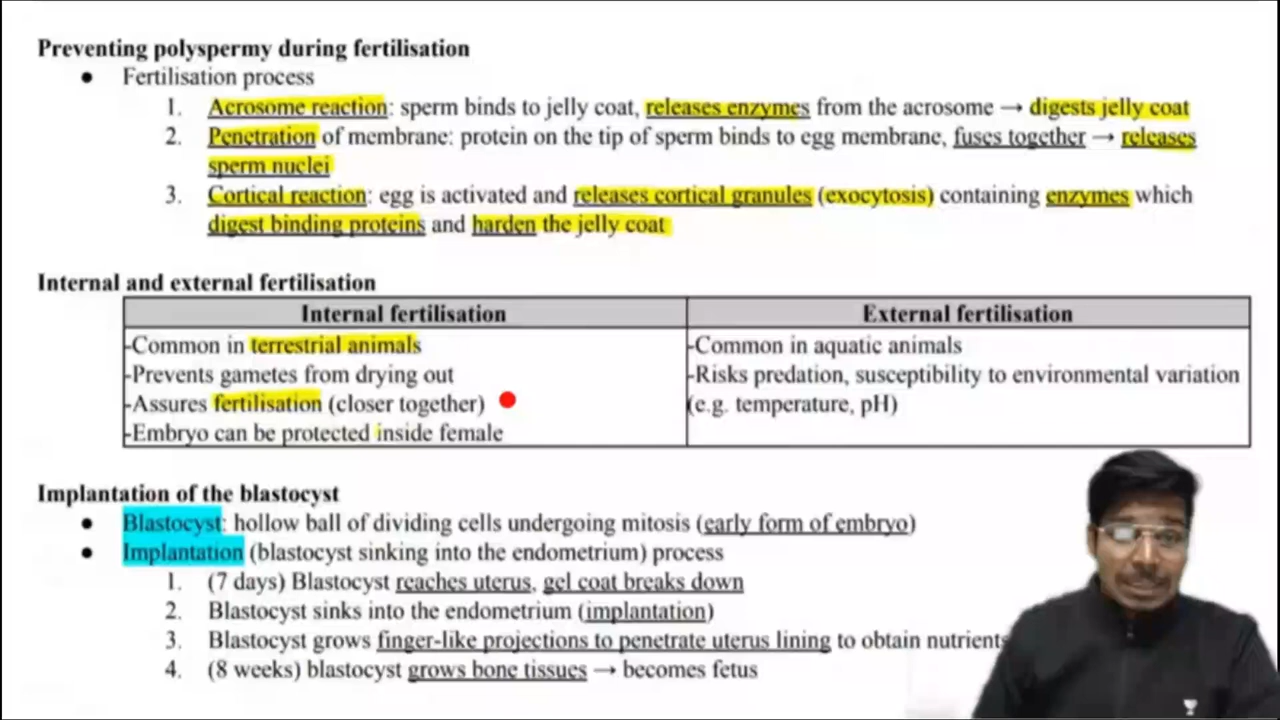 Preventing polyspermy during fertilisation
● Fertilisation process
1. Acrosome reaction: sperm binds to jelly coat, releases enzymes from the acrosome → digests jelly coat
2. Penetration of membrane: protein on the tip of sperm binds to egg membrane, fuses together → releases
sperm nuclei
3. Cortical reaction: egg is activated and releases cortical granules (exocytosis) containing enzymes which
digest binding proteins and harden the jelly coat
Internal and external fertilisation
Internal fertilisation
-Common in terrestrial animals
-Prevents gametes from drying out
-Assures fertilisation (closer together)
-Embryo can be protected inside female
External fertilisation
-Common in aquatic animals
-Risks predation, susceptibility to environmental variation
(e.g. temperature, pH)
Implantation of the blastocyst
● Blastocyst: hollow ball of dividing cells undergoing mitosis (early form of embryo)
● Implantation (blastocyst sinking into the endometrium) process
1. (7 days) Blastocyst reaches uterus, gel coat breaks down
2. Blastocyst sinks into the endometrium (implantation)
3. Blastocyst grows finger-like projections to penetrate uterus lining to obtain nutrients
4. (8 weeks) blastocyst grows bone tissues → becomes fetus